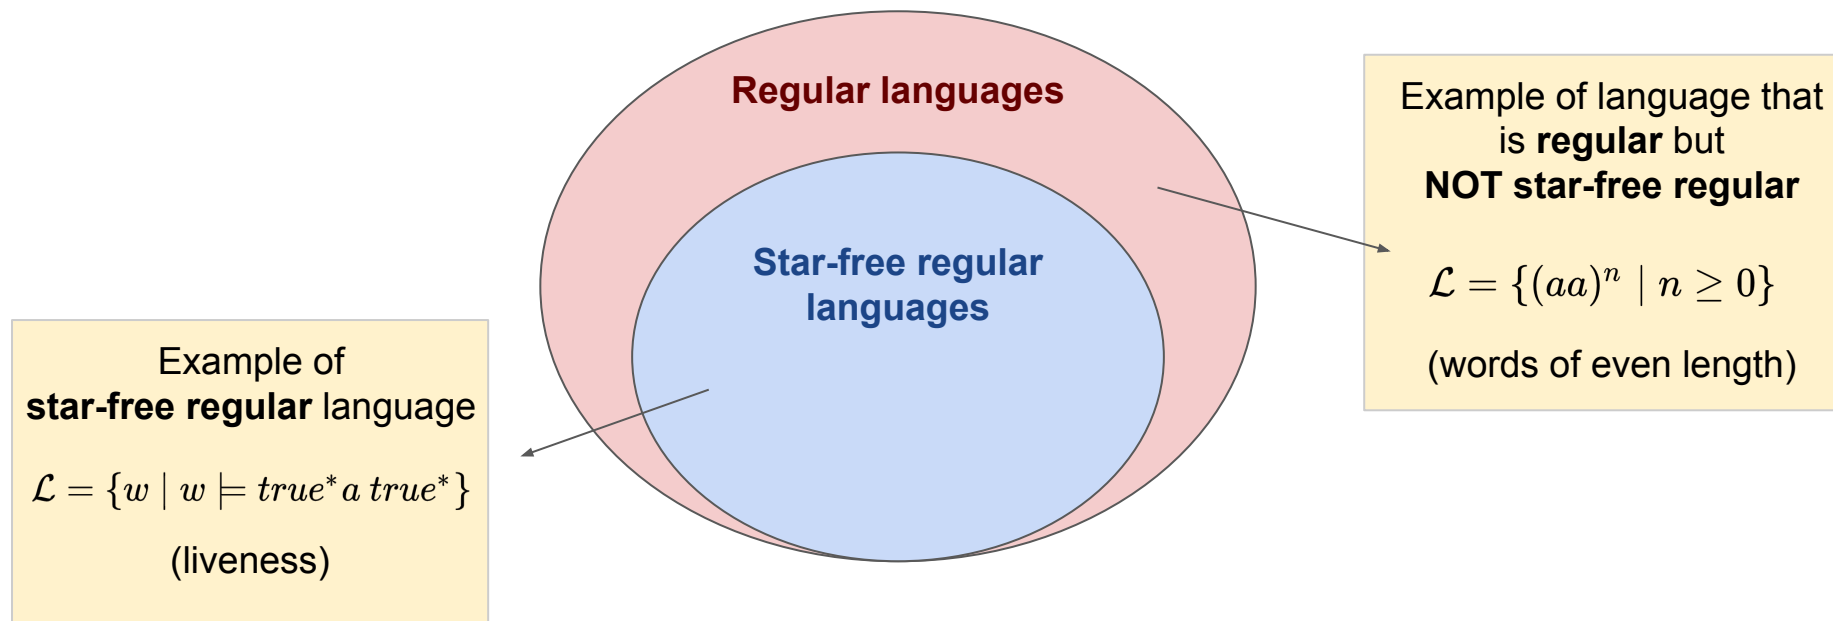 Regular languages
Star-free regular
languages
Example of
star-free regular language
ℒ = {w | w ⊨ true* a true*}
(liveness)
Example of language that
is regular but
NOT star-free regular
ℒ = {(aa)ⁿ | n ≥ 0}
(words of even length)